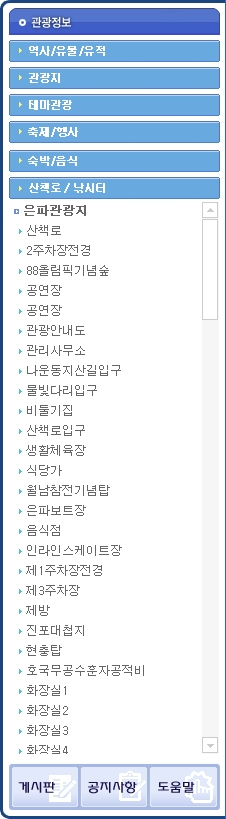 관광정보
역사/유물/유적
관광지
테마관광
축제/행사
숙박/음식
산책로 / 낚시터
은파관광지
산책로
2주차장전경
88올림픽기념숲
공연장
공연장
관광안내도
관리사무소
나운동지산길입구
물빛다리입구
비둘기집
산책로입구
생활체육장
식당가
월남참전기념탑
은파보트장
음식점
인라인스케이트장
제1주차장전경
제3주차장
제방
진포대첩지
현충탑
호국무공수훈자공적비
화장실1
화장실2
화장실3
화장실4
게시판 공지사항 도움말